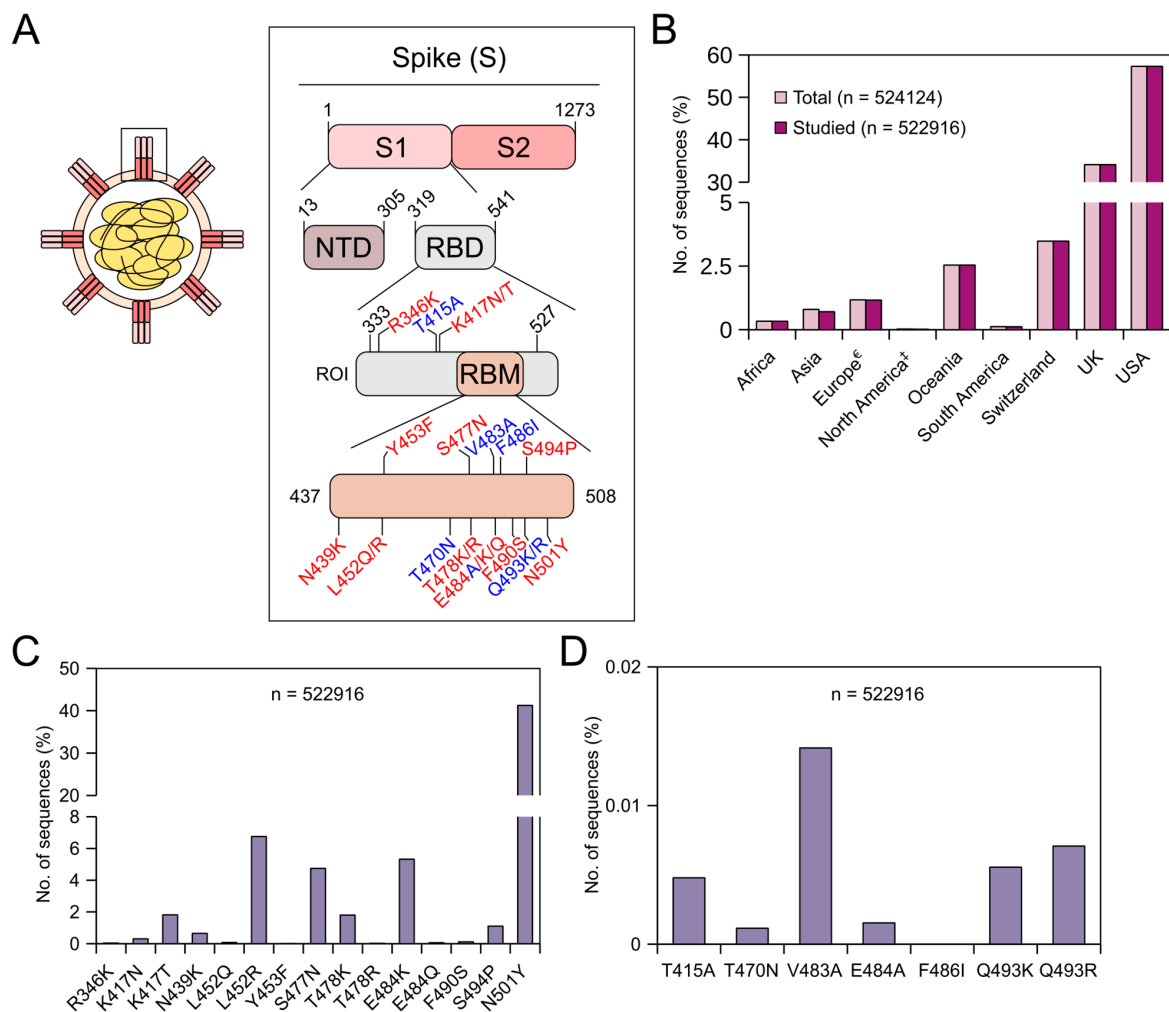 A
Spike (S)
1
1273
S1
S2
13
305
319
541
NTD
RBD
333
R346K
T415A
K417N/T
527
ROI
RBM
Y453F
S477N
V483A
F486I
S494P
437
508
N439K
L452Q/R
T470N
T478K/R
E484A/K/Q
F490S
Q493K/R
N501Y
B
No. of sequences (%)
60
50
40
30
5
2.5
0
Total (n = 524124)
Studied (n = 522916)
Africa
Asia
Europe€
North America‡
Oceania
South America
Switzerland
UK
USA
C
No. of sequences (%)
50
40
30
20
8
6
4
2
0
n = 522916
R346K
K417N
K417T
N439K
L452Q
L452R
Y453F
S477N
T478K
T478R
E484K
E484Q
F490S
S494P
N501Y
D
No. of sequences (%)
0.02
0.01
0
n = 522916
T415A
T470N
V483A
E484A
F486I
Q493K
Q493R